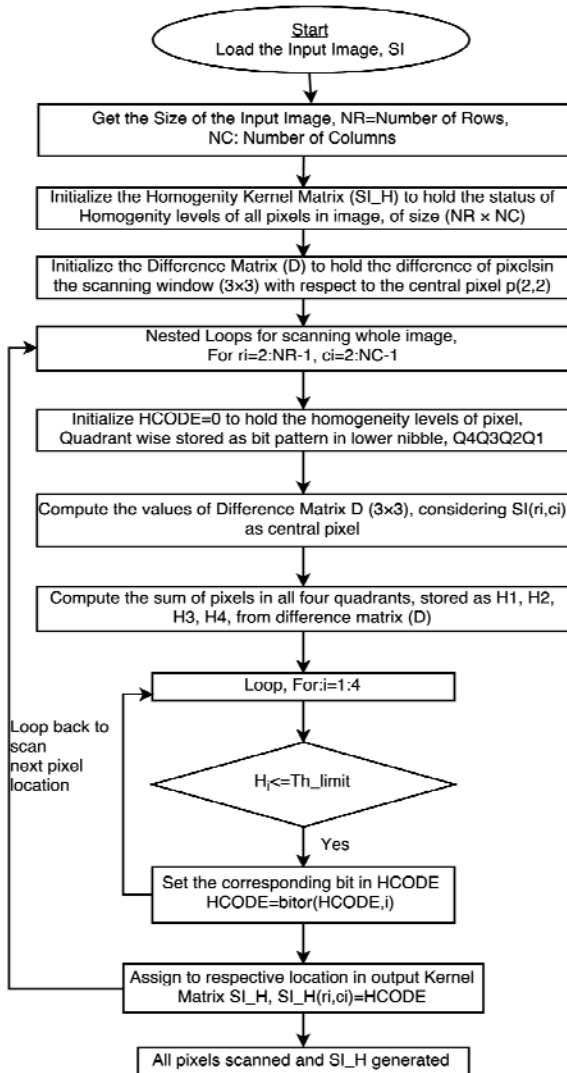 Start
Load the Input Image, SI
Get the Size of the Input Image, NR=Number of Rows,
NC: Number of Columns
Initialize the Homogenity Kernel Matrix (SI_H) to hold the status of
Homogenity levels of all pixels in image, of size (NR × NC)
Initialize the Difference Matrix (D) to hold the difference of pixelsin
the scanning window (3×3) with respect to the central pixel p(2,2)
Nested Loops for scanning whole image,
For ri=2:NR-1, ci=2:NC-1
Initialize HCODE=0 to hold the homogeneity levels of pixel,
Quadrant wise stored as bit pattern in lower nibble, Q4Q3Q2Q1
Compute the values of Difference Matrix D (3×3), considering SI(ri,ci)
as central pixel
Compute the sum of pixels in all four quadrants, stored as H1, H2,
H3, H4, from difference matrix (D)
Loop, For:i=1:4
Loop back to
scan
next pixel
location
Hi<=Th_limit
Yes
Set the corresponding bit in HCODE
HCODE=bitor(HCODE,i)
Assign to respective location in output Kernel
Matrix SI_H, SI_H(ri,ci)=HCODE
All pixels scanned and SI_H generated